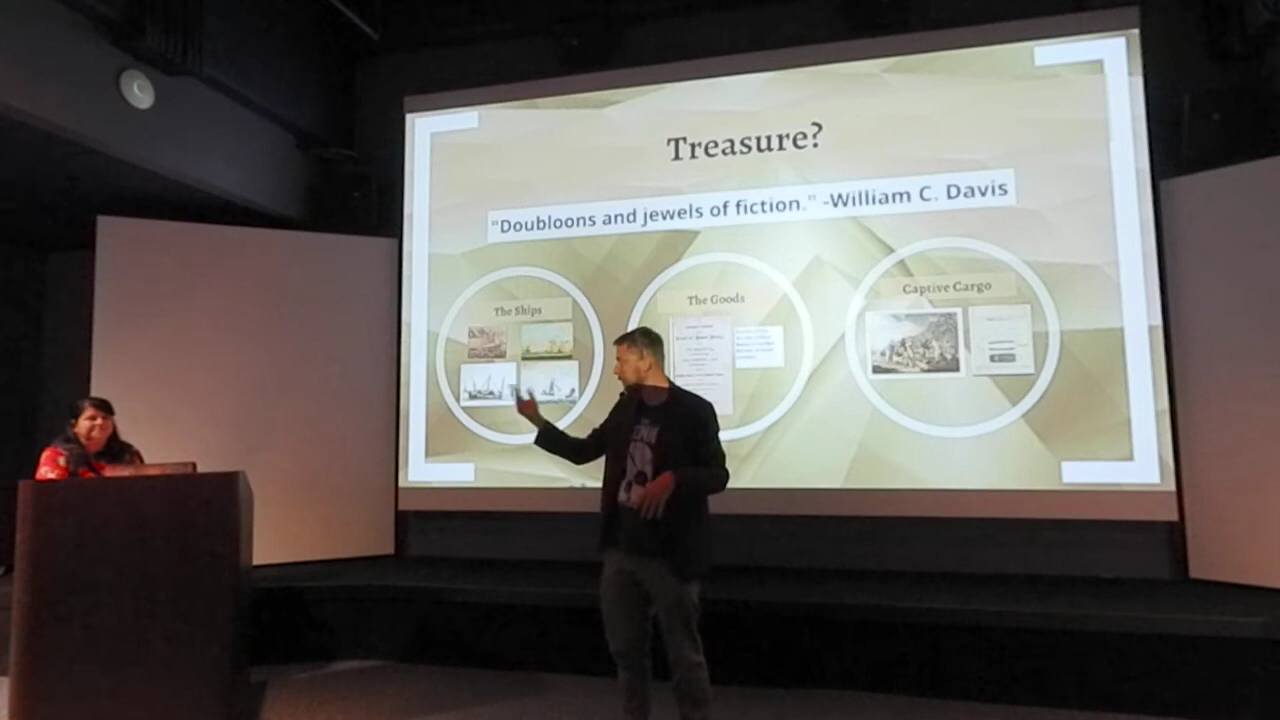 Treasure?
"Doubloons and jewels of fiction." -William C. Davis
The Ships
The Goods
Captive Cargo